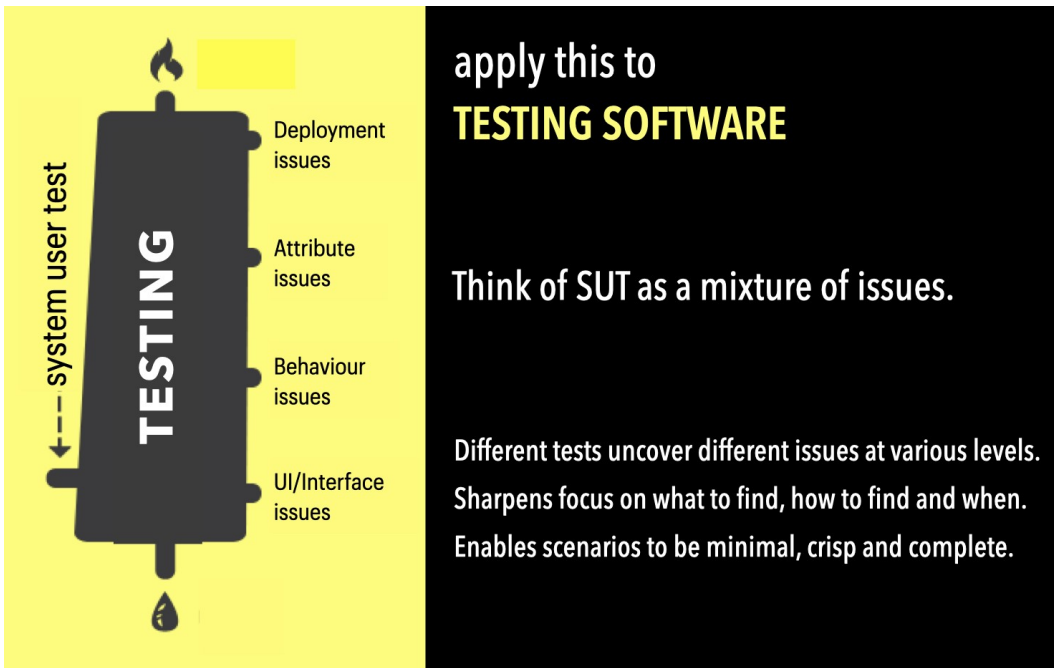 system user test
TESTING
Deployment
issues
Attribute
issues
Behaviour
issues
UI/Interface
issues
apply this to
TESTING SOFTWARE
Think of SUT as a mixture of issues.
Different tests uncover different issues at various levels.
Sharpens focus on what to find, how to find and when.
Enables scenarios to be minimal, crisp and complete.